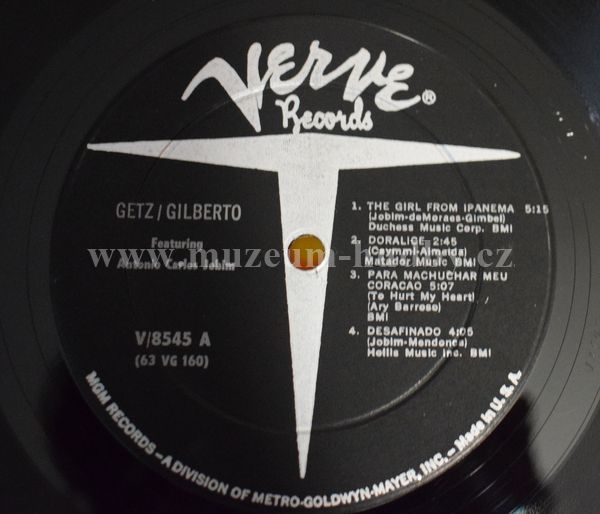 Verve®
Records
GETZ/GILBERTO
Featuring
Antonio Carlos Jobim
V/8545 A
(63 VG 160)
1. THE GIRL FROM IPANEMA 5:15
(Jobim-deMoraes-Gimbel)
Duchess Music Corp. BMI
2. DORALICE 2:45
(Caymmi-Almeida)
Matador Music BMI
3. PARA MACHUCHAR MEU
CORACAO 5:07
(To Hurt My Heart)
(Ary Barroso)
BMI
4. DESAFINADO 4:05
(Jobim-Mendonca)
Hollis Music Inc. BMI
MGM RECORDS – A DIVISION OF METRO-GOLDWYN-MAYER, INC. – Made in U. S. A.
www.muzeum-hudby.cz